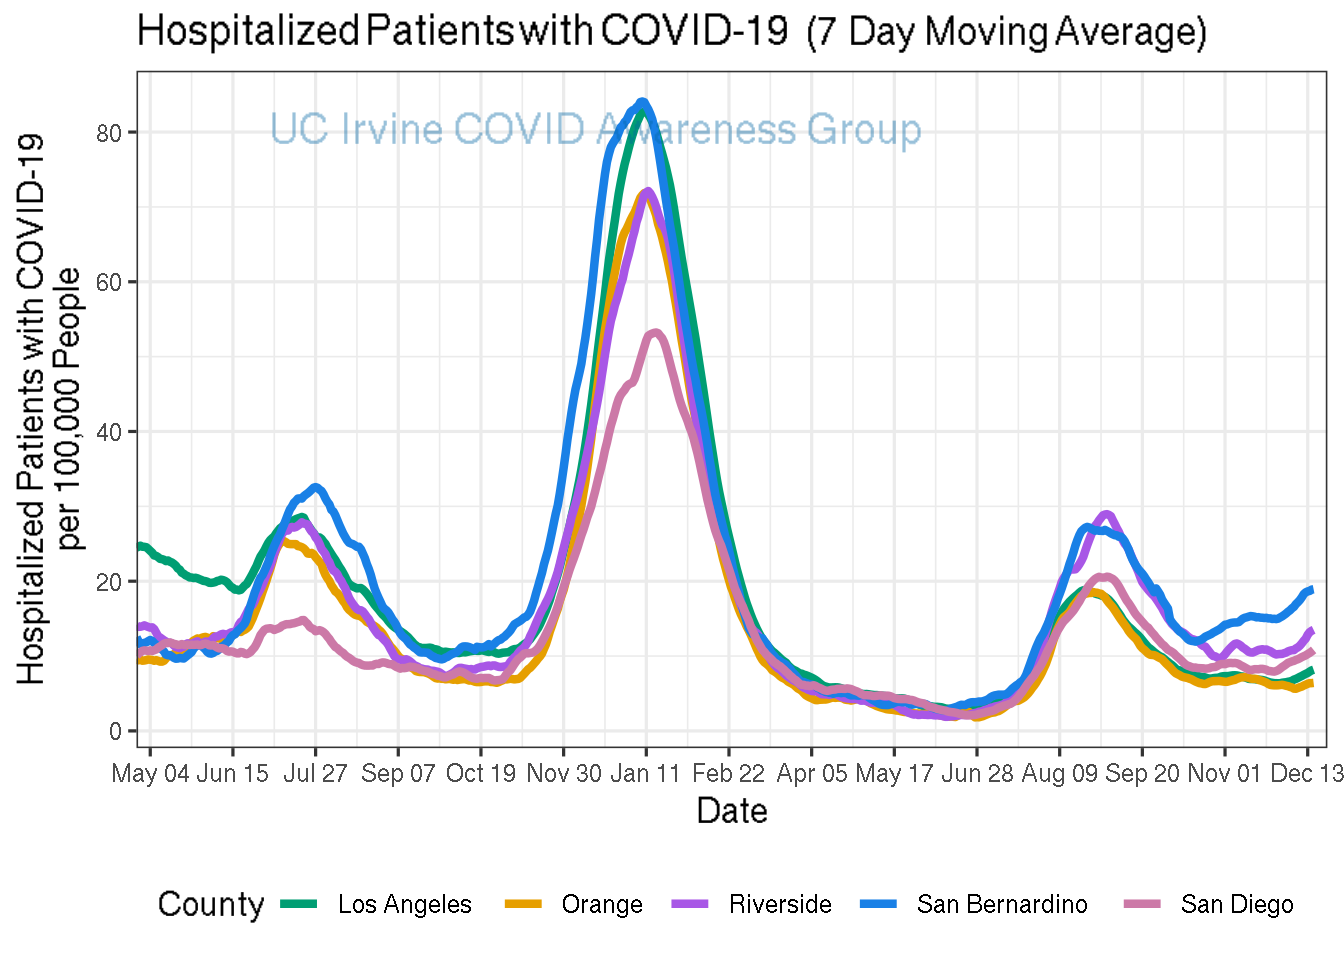 Hospitalized Patients with COVID-19 (7 Day Moving Average)
UC Irvine COVID Awareness Group
Hospitalized Patients with COVID-19
per 100,000 People
80
60
40
20
0
May 04 Jun 15 Jul 27 Sep 07 Oct 19 Nov 30 Jan 11 Feb 22 Apr 05 May 17 Jun 28 Aug 09 Sep 20 Nov 01 Dec 13
Date
County Los Angeles Orange Riverside San Bernardino San Diego